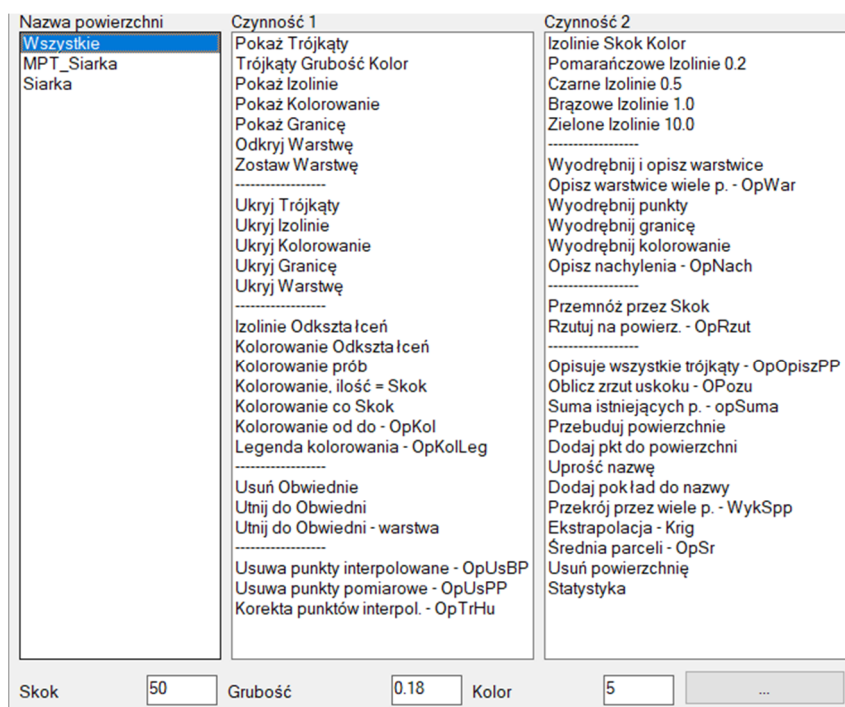 Nazwa powierzchni
Wszystkie
MPT_Siarka
Siarka
Czynność 1
Pokaż Trójkąty
Trójkąty Grubość Kolor
Pokaż Izolinie
Pokaż Kolorowanie
Pokaż Granicę
Odkryj Warstwę
Zostaw Warstwę
------------------
Ukryj Trójkąty
Ukryj Izolinie
Ukryj Kolorowanie
Ukryj Granicę
Ukryj Warstwę
------------------
Izolinie Odkształceń
Kolorowanie Odkształceń
Kolorowanie prób
Kolorowanie, ilość = Skok
Kolorowanie co Skok
Kolorowanie od do - OpKol
Legenda kolorowania - OpKolLeg
------------------
Usuń Obwiednie
Utnij do Obwiedni
Utnij do Obwiedni - warstwa
------------------
Usuwa punkty interpolowane - OpUsBP
Usuwa punkty pomiarowe - OpUsPP
Korekta punktów interpol. - OpTrHu
Czynność 2
Izolinie Skok Kolor
Pomarańczowe Izolinie 0.2
Czarne Izolinie 0.5
Brązowe Izolinie 1.0
Zielone Izolinie 10.0
------------------
Wyodrębnij i opisz warstwice
Opisz warstwice wiele p. - OpWar
Wyodrębnij punkty
Wyodrębnij granicę
Wyodrębnij kolorowanie
Opisz nachylenia - OpNach
------------------
Przemnóż przez Skok
Rzutuj na powierz. - OpRzut
------------------
Opisuje wszystkie trójkąty - OpOpiszPP
Oblicz zrzut uskoku - OPozu
Suma istniejących p. - opSuma
Przebuduj powierzchnie
Dodaj pkt do powierzchni
Uprość nazwę
Dodaj pokład do nazwy
Przekrój przez wiele p. - WykSpp
Ekstrapolacja - Krig
Średnia parceli - OpSr
Usuń powierzchnię
Statystyka
Skok 50 Grubość 0.18 Kolor 5 ...